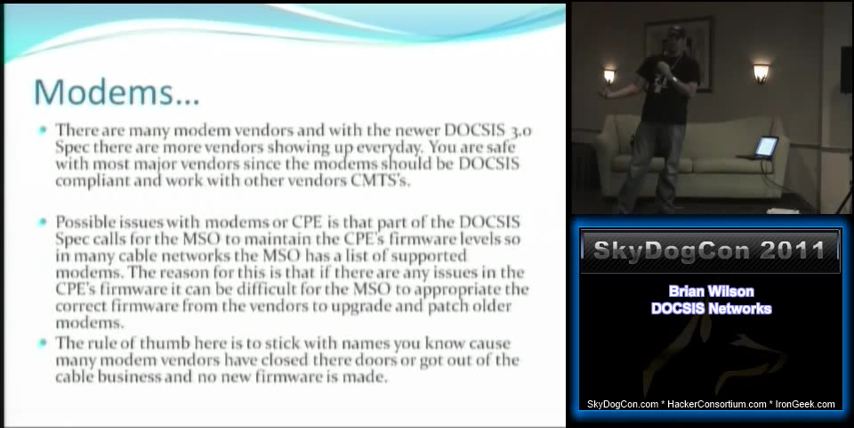 Modems...
There are many modem vendors and with the newer DOCSIS 3.0
Spec there are more vendors showing up everyday. You are safe
with most major vendors since the modems should be DOCSIS
compliant and work with other vendors CMTS's.
Possible issues with modems or CPE is that part of the DOCSIS
Spec calls for the MSO to maintain the CPE's firmware levels so
in many cable networks the MSO has a list of supported
modems. The reason for this is that if there are any issues in the
CPE's firmware it can be difficult for the MSO to appropriate the
correct firmware from the vendors to upgrade and patch older
modems.
The rule of thumb here is to stick with names you know cause
many modem vendors have closed there doors or got out of the
cable business and no new firmware is made.
SkyDogCon 2011
Brian Wilson
DOCSIS Networks
SkyDogCon.com * HackerConsortium.com * IronGeek.com